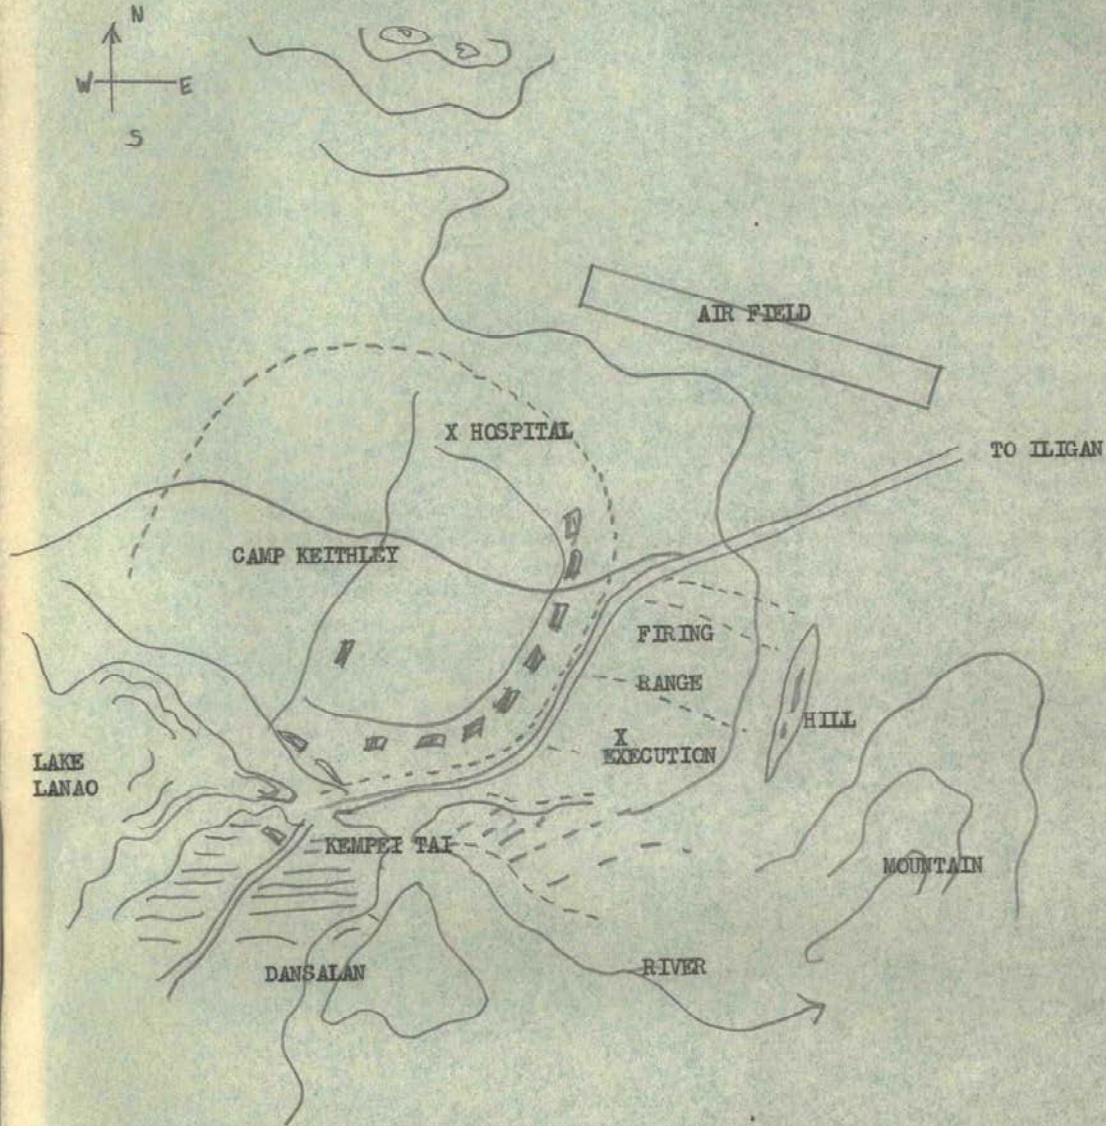 N
W E
S
AIR FIELD
X HOSPITAL
TO ILIGAN
CAMP KEITHLEY
FIRING
RANGE
HILL
X
EXECUTION
LAKE
LANAO
KEMPEI TAI
MOUNTAIN
DANSALAN
RIVER